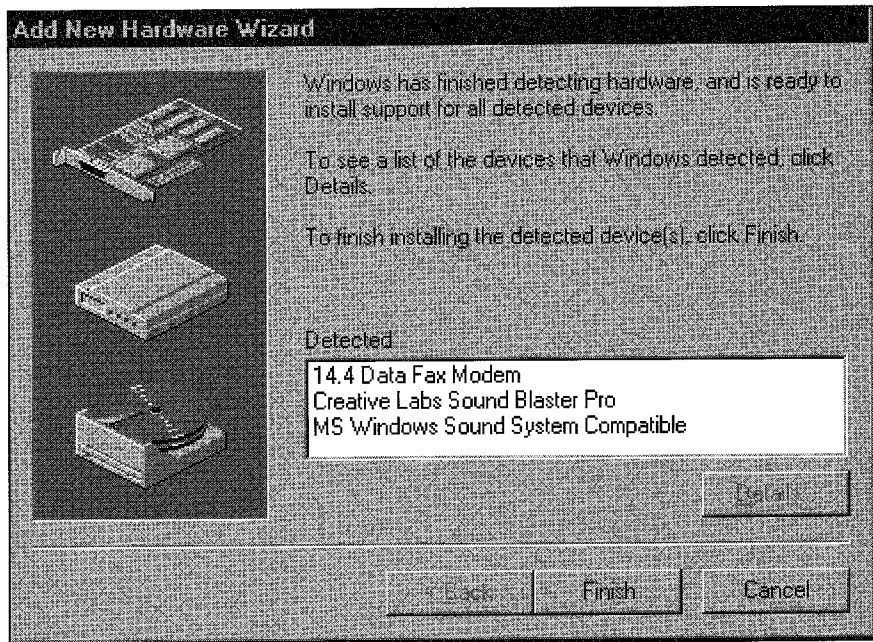 Add New Hardware Wizard
Windows has finished detecting hardware, and is ready to
install support for all detected devices.
To see a list of the devices that Windows detected, click
Details.
To finish installing the detected device(s), click Finish.
Detected
14.4 Data Fax Modem
Creative Labs Sound Blaster Pro
MS Windows Sound System Compatible
Details...
< Back
Finish
Cancel